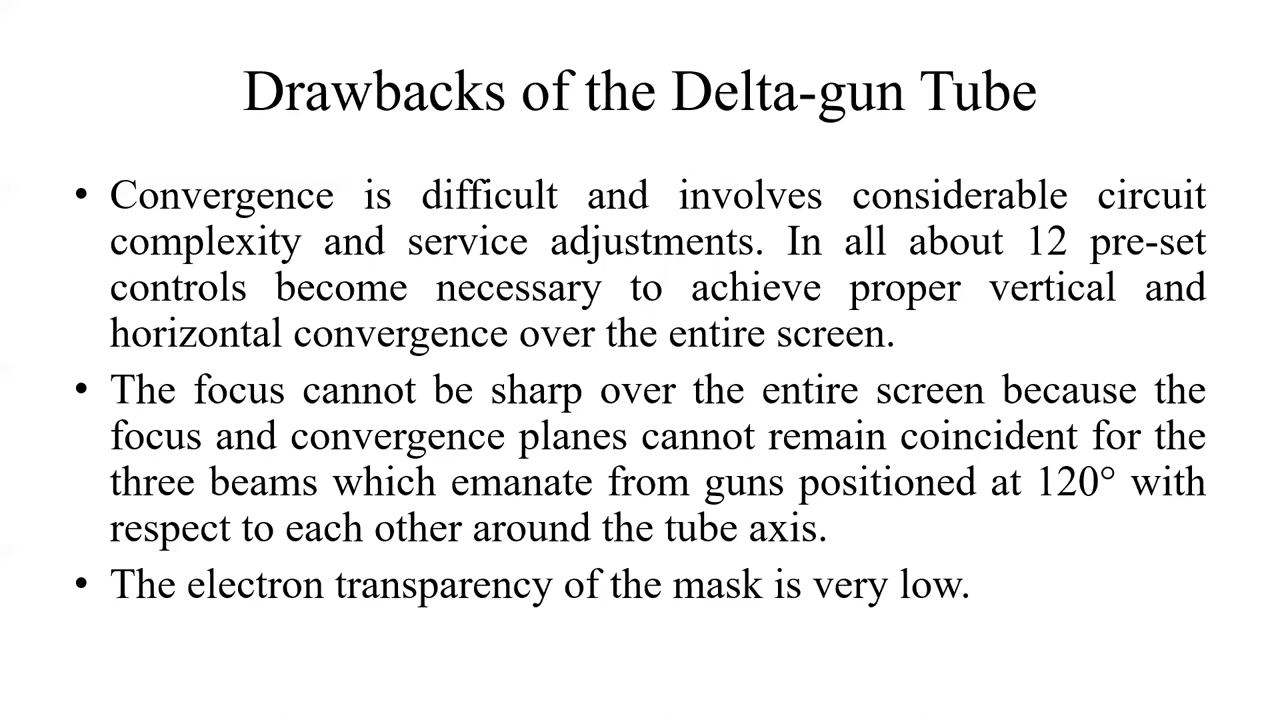 Drawbacks of the Delta-gun Tube
• Convergence is difficult and involves considerable circuit
complexity and service adjustments. In all about 12 pre-set
controls become necessary to achieve proper vertical and
horizontal convergence over the entire screen.
• The focus cannot be sharp over the entire screen because the
focus and convergence planes cannot remain coincident for the
three beams which emanate from guns positioned at 120° with
respect to each other around the tube axis.
• The electron transparency of the mask is very low.